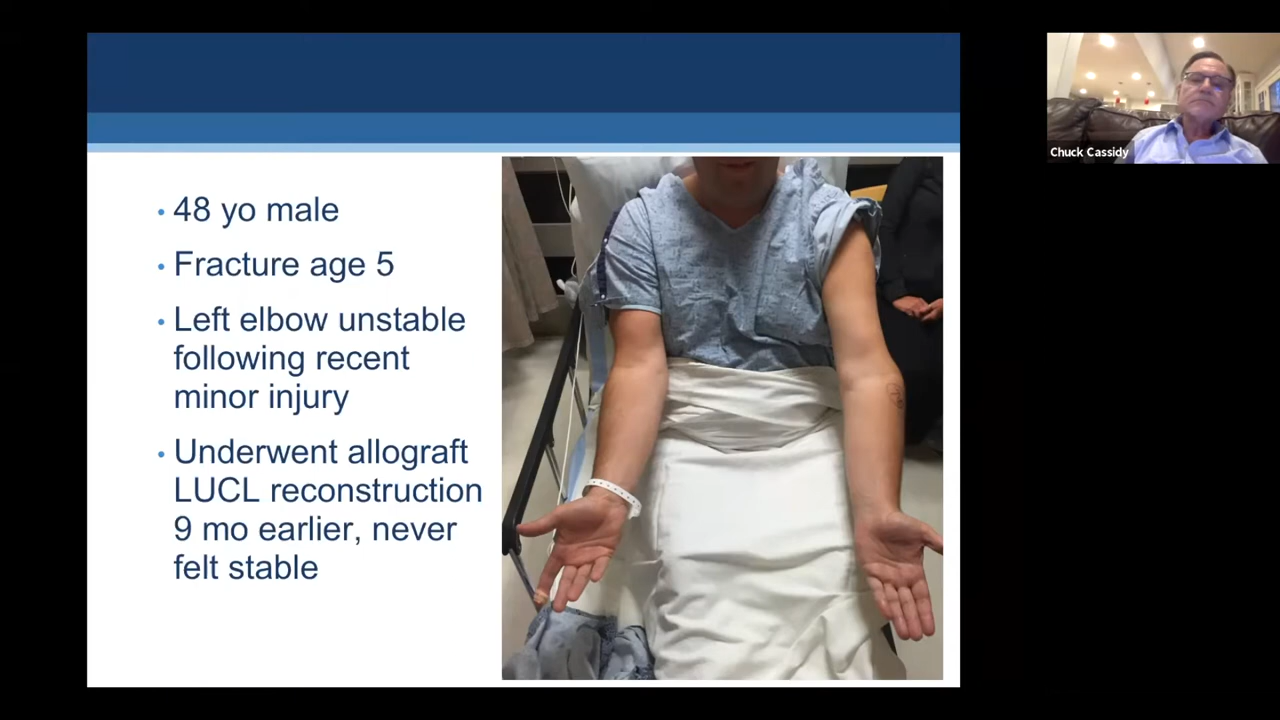 • 48 yo male
• Fracture age 5
• Left elbow unstable
following recent
minor injury
• Underwent allograft
LUCL reconstruction
9 mo earlier, never
felt stable
Chuck Cassidy